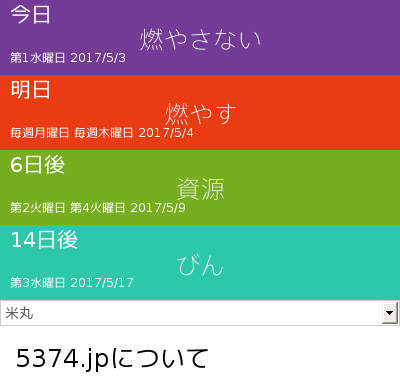 今日
燃やさない
第1水曜日 2017/5/3
明日
燃やす
毎週月曜日 毎週木曜日 2017/5/4
6日後
資源
第2火曜日 第4火曜日 2017/5/9
14日後
びん
第3水曜日 2017/5/17
米丸
5374.jpについて